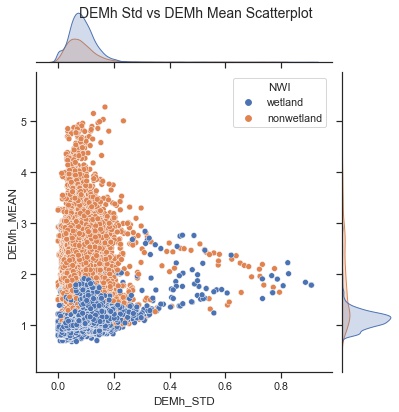 DEMh Std vs DEMh Mean Scatterplot
NWI
wetland
nonwetland
5
4
3
2
1
DEMh_MEAN
0.0 0.2 0.4 0.6 0.8
DEMh_STD